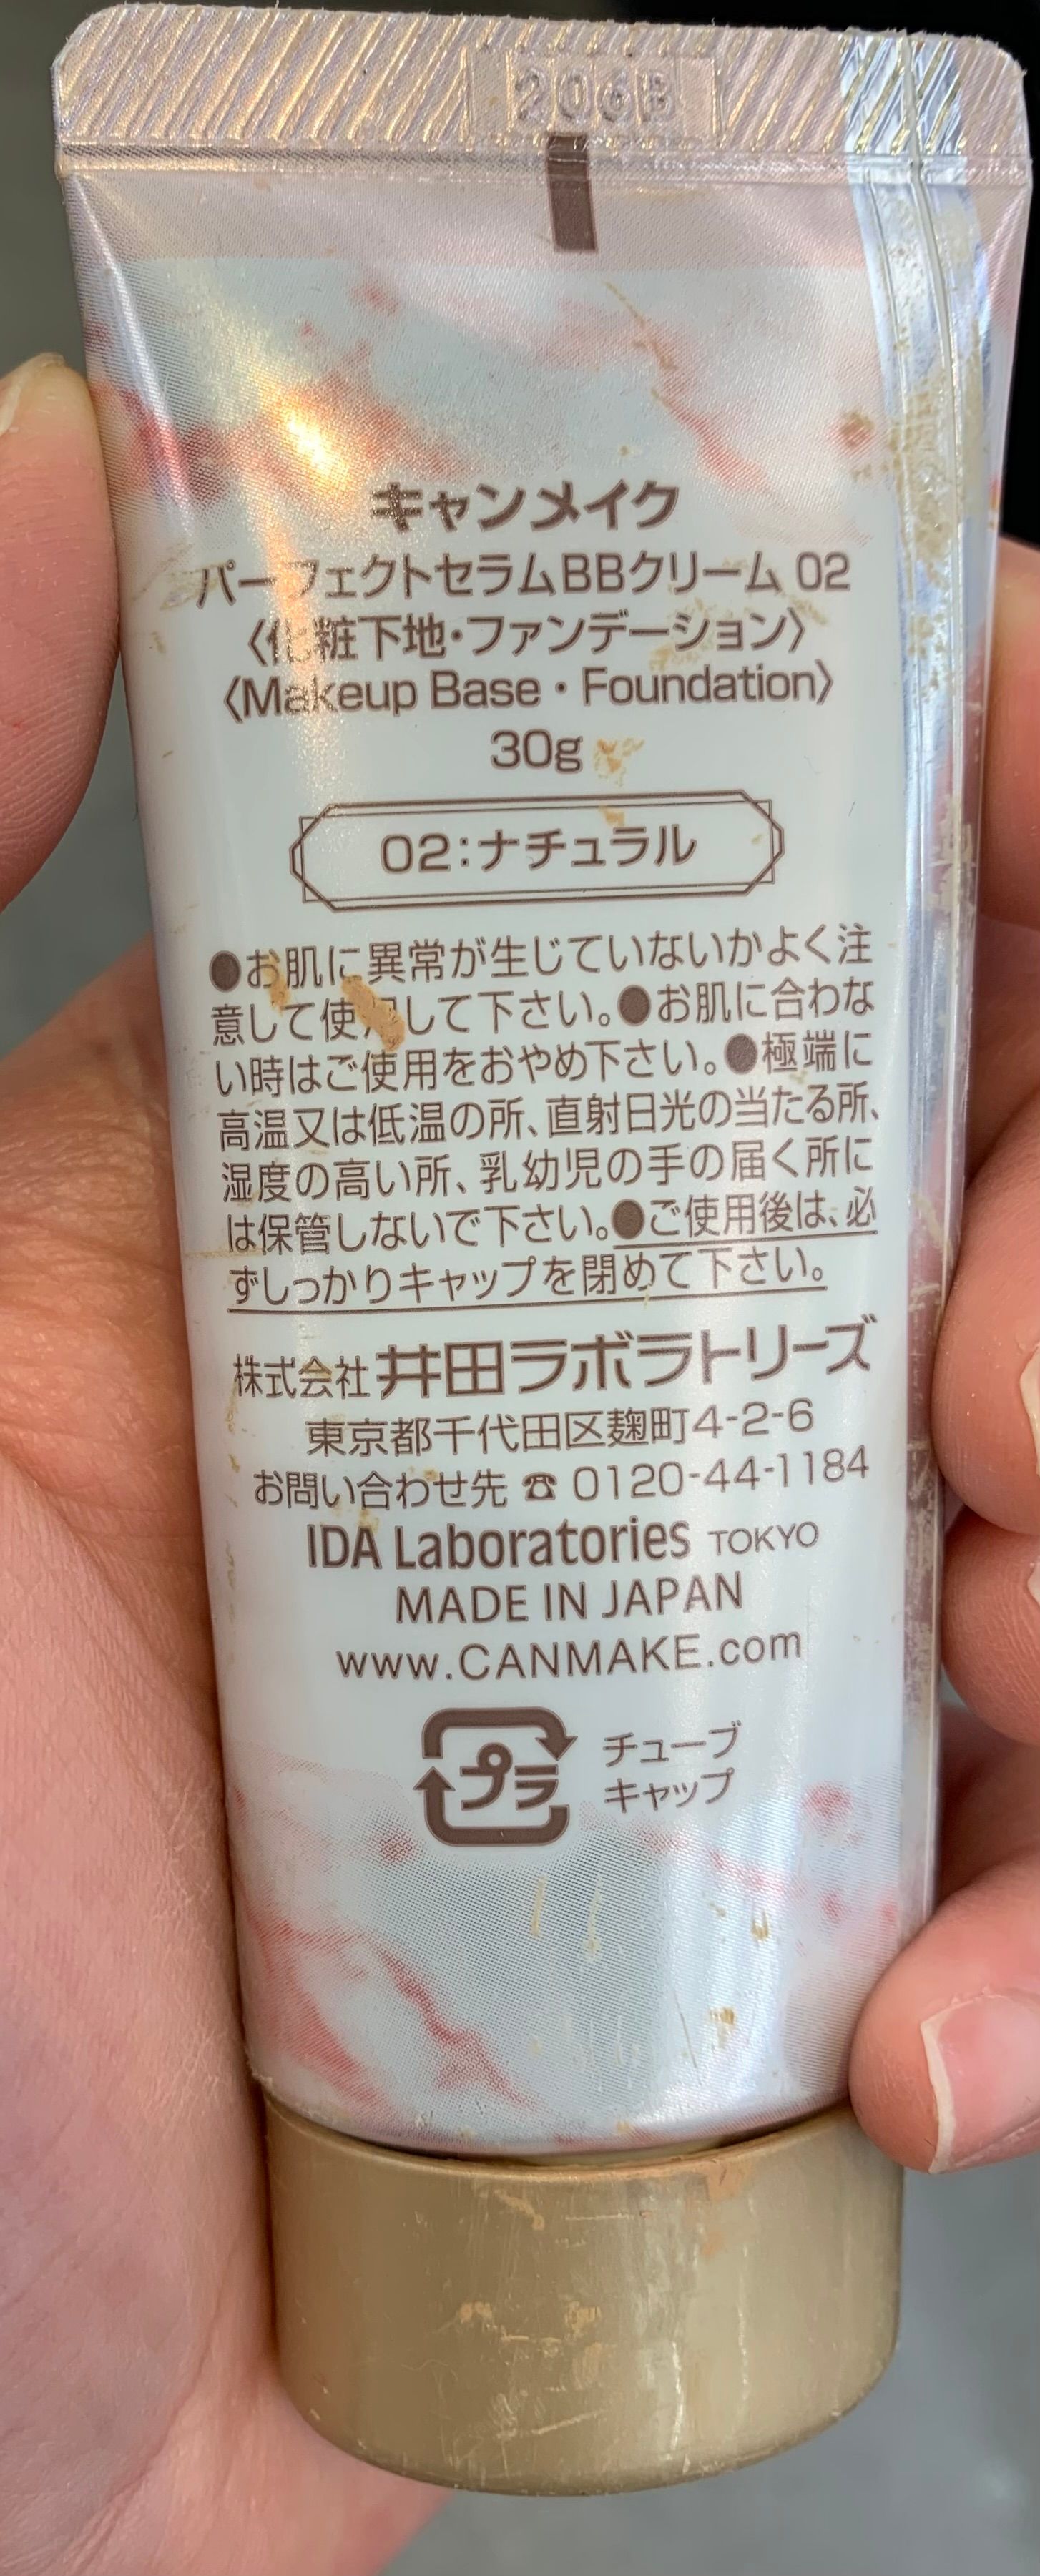 206B
キャンメイク
パーフェクトセラムBBクリーム 02
〈化粧下地・ファンデーション〉
〈Makeup Base・Foundation〉
30g
02:ナチュラル
●お肌に異常が生じていないかよく注
意して使用して下さい。●お肌に合わな
い時はご使用をおやめ下さい。●極端に
高温又は低温の所、直射日光の当たる所、
湿度の高い所、乳幼児の手の届く所に
は保管しないで下さい。●ご使用後は、必
ずしっかりキャップを閉めて下さい。
株式会社 井田ラボラトリーズ
東京都千代田区麹町4-2-6
お問い合わせ先 ☎ 0120-44-1184
IDA Laboratories TOKYO
MADE IN JAPAN
www.CANMAKE.com
プラ
チューブ
キャップ